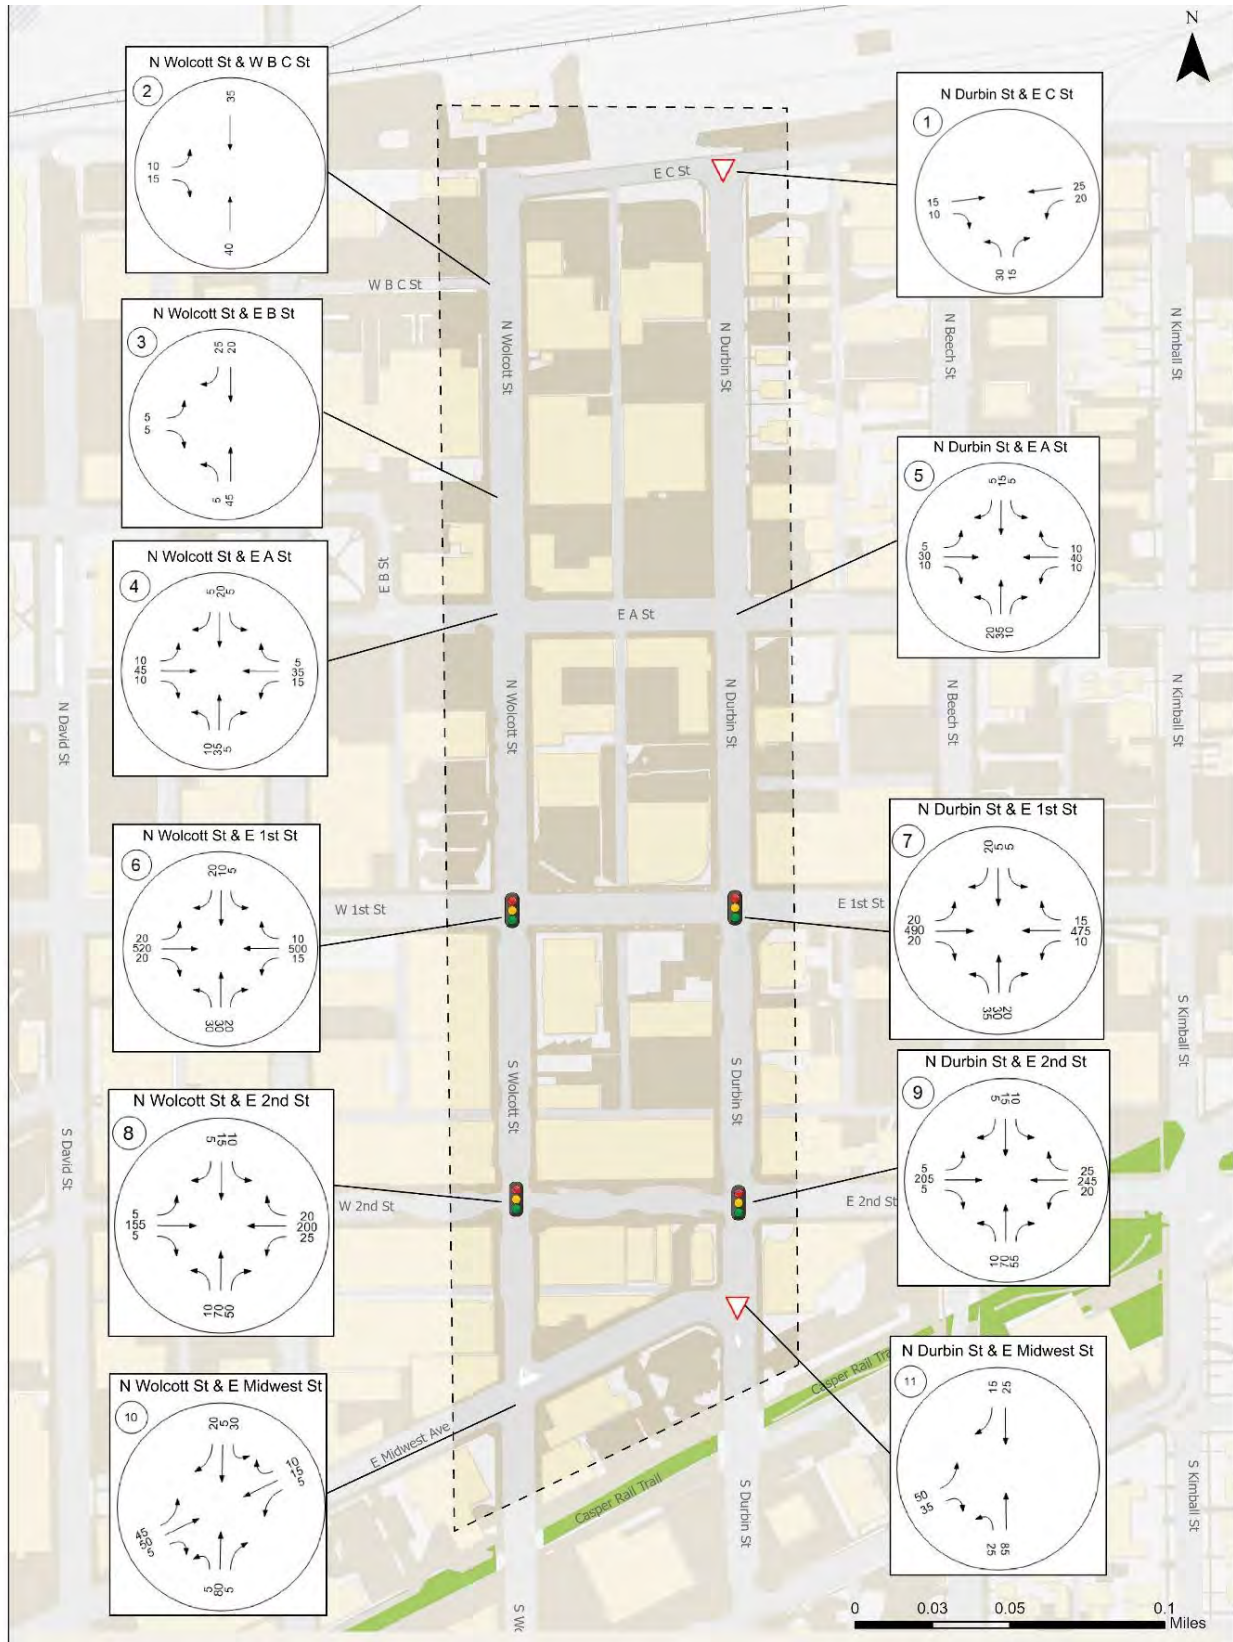 N
N Wolcott St & W B C St
2
35
10
15
40
N Durbin St & E C St
1
15
10
25
20
30 15
E C St
W B C St
N Wolcott St & E B St
3
25 20
5
5
5 45
N Wolcott St
N Durbin St
N Beech St
N Kimball St
N Durbin St & E A St
5
5 15 5
5
30
10
10
40
10
20 35 10
N Wolcott St & E A St
4
5 20 5
10
45
10
5
35
15
10 35 5
E B St
E A St
N David St
N Wolcott St
N Durbin St
N Beech St
N Kimball St
N Wolcott St & E 1st St
6
20 10 5
20
520
20
10
500
15
30 30 20
N Durbin St & E 1st St
7
20 5 5
20
490
20
15
475
10
35 30 20
W 1st St
E 1st St
S David St
S Wolcott St
S Durbin St
S Kimball St
N Wolcott St & E 2nd St
8
5 15 10
5
155
5
20
200
25
10 70 50
N Durbin St & E 2nd St
9
5 15 10
5
205
5
25
245
20
10 70 55
W 2nd St
E 2nd St
N Wolcott St & E Midwest St
10
20 5 30
10
15
5
45
5
5 80 5
N Durbin St & E Midwest St
11
15 25
50
35
25 85
E Midwest Ave
Casper Rail Trail
Casper Rail Tra
S Durbin St
S Kimball St
S Wc
0 0.03 0.05 0.1
Miles